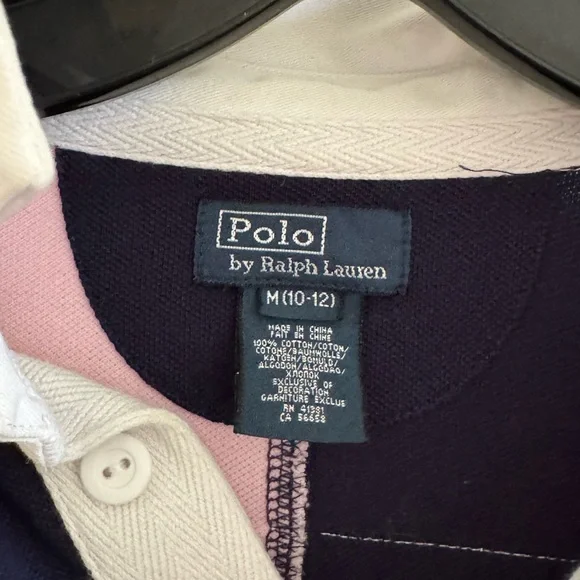 Polo
by Ralph Lauren
M(10-12)
MADE IN CHINA
FAIT EN CHINE
100% COTTON/COTON/
COTONE/BAUMWOLLE/
KATOEN/BOMULD/
ALGODON/ALGODAO/
ХЛОПОК
EXCLUSIVE OF
DECORATION
GARNITURE EXCLUE
RN 41381
CA 56658